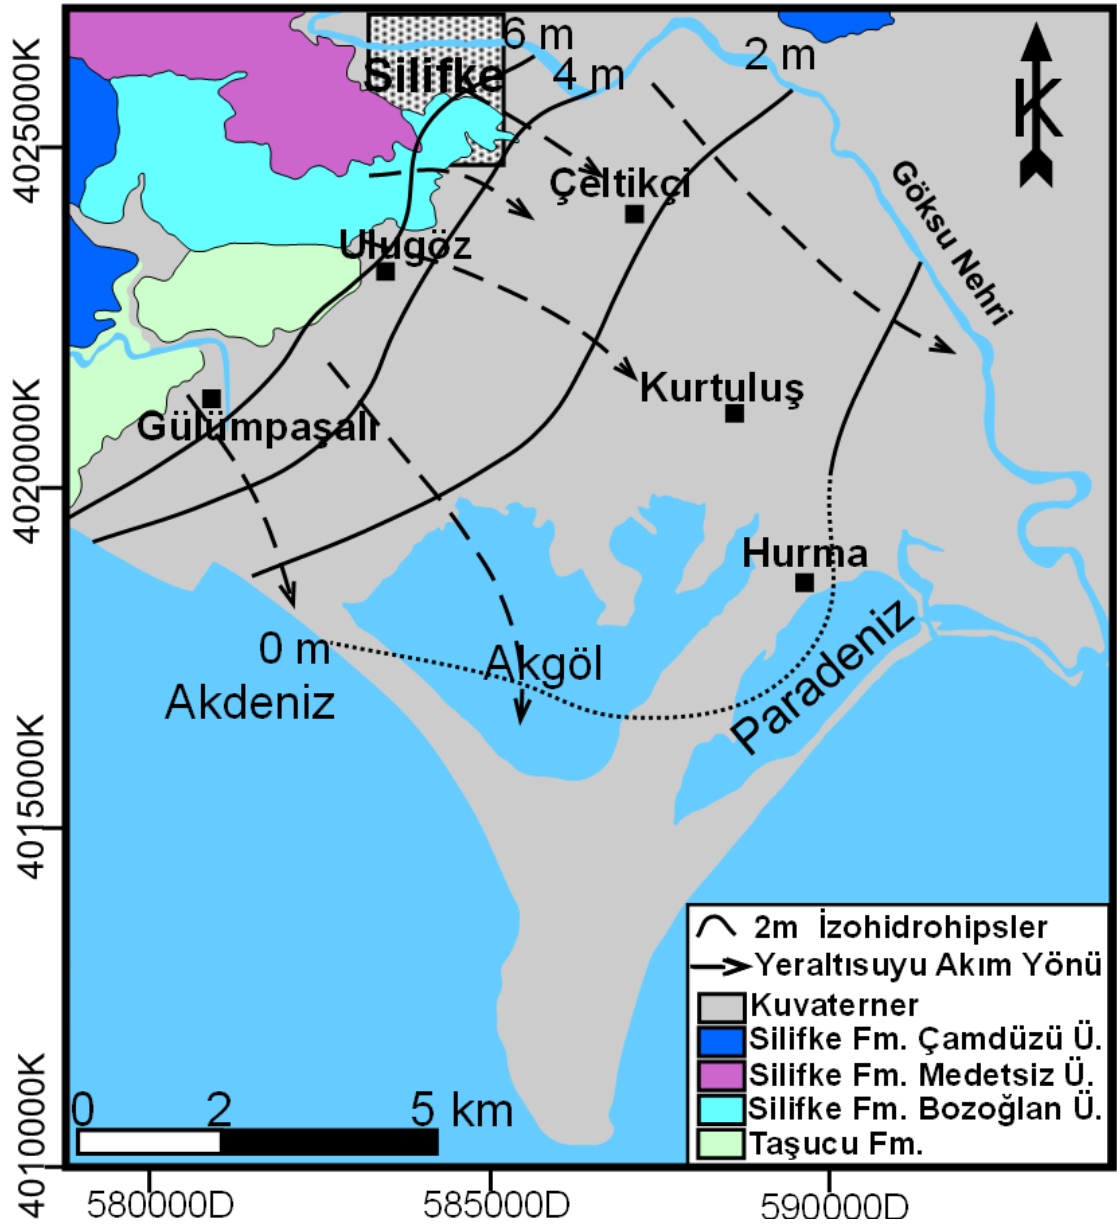 6 m
4 m
2 m
Silifke
K
Çeltikçi
Göksu Nehri
Ulugöz
Kurtuluş
Gülümpaşalı
Hurma
0 m
Akgöl
Akdeniz
Paradeniz
4025000K
4020000K
4015000K
4010000K
2m İzohidrohipsler
Yeraltısuyu Akım Yönü
Kuvaterner
Silifke Fm. Çamdüzü Ü.
Silifke Fm. Medetsiz Ü.
Silifke Fm. Bozoğlan Ü.
Taşucu Fm.
0 2 5 km
580000D 585000D 590000D